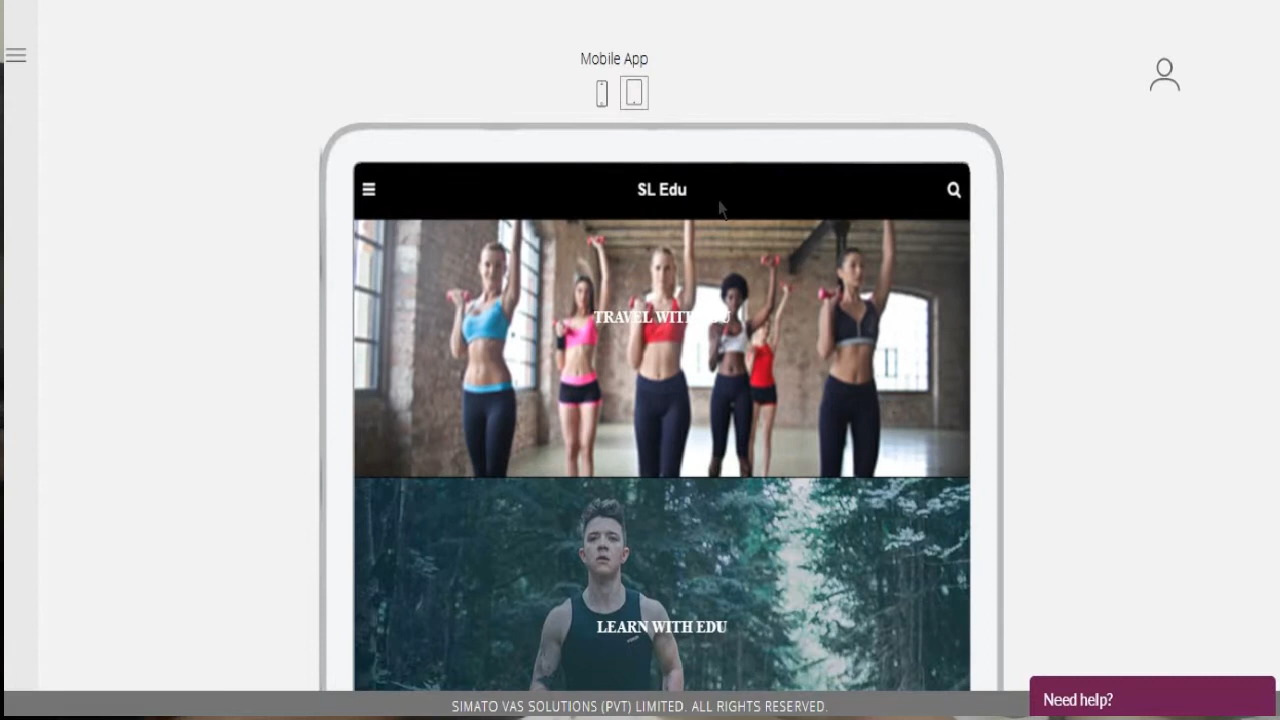 Mobile App
SL Edu
TRAVEL WITH EDU
LEARN WITH EDU
SIMATO VAS SOLUTIONS (PVT) LIMITED. ALL RIGHTS RESERVED.
Need help?